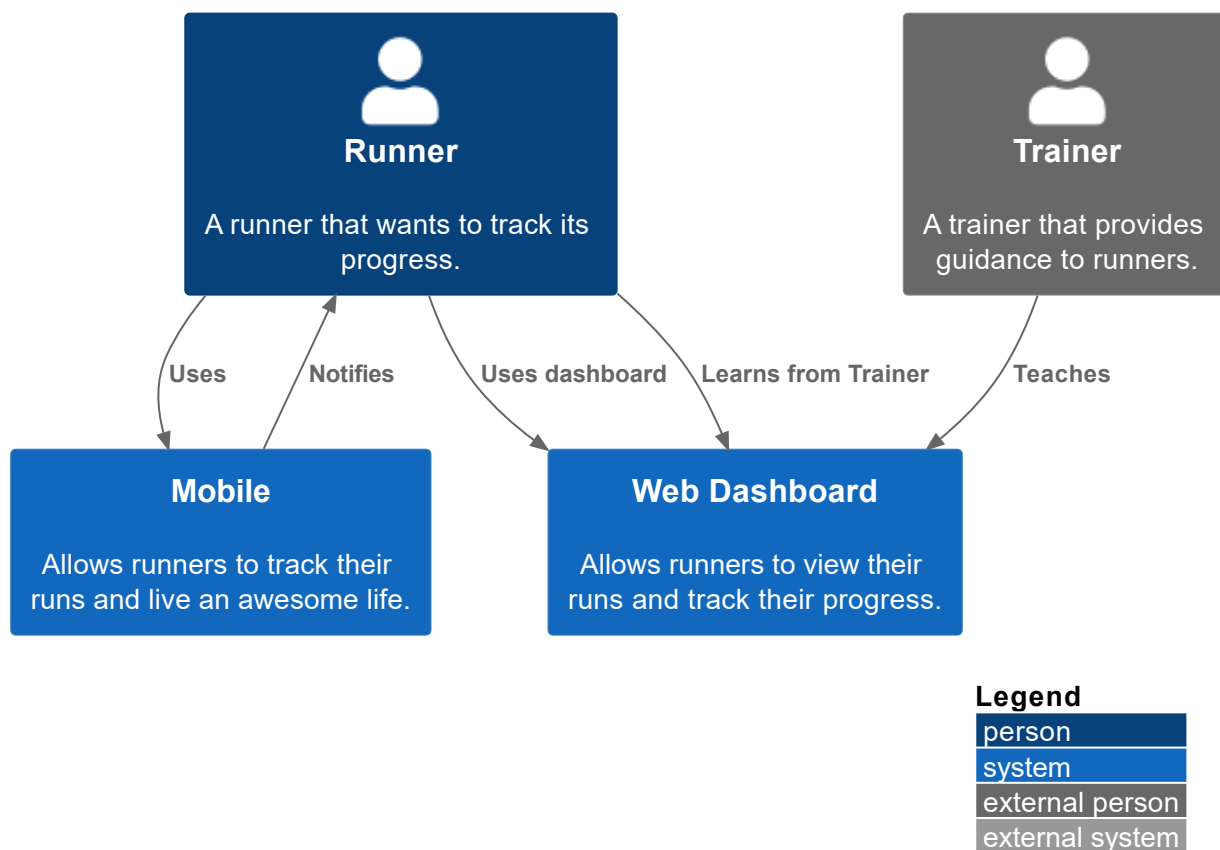 Runner
A runner that wants to track its
progress.
Trainer
A trainer that provides
guidance to runners.
Uses
Notifies
Uses dashboard
Learns from Trainer
Teaches
Mobile
Allows runners to track their
runs and live an awesome life.
Web Dashboard
Allows runners to view their
runs and track their progress.
Legend
person
system
external person
external system